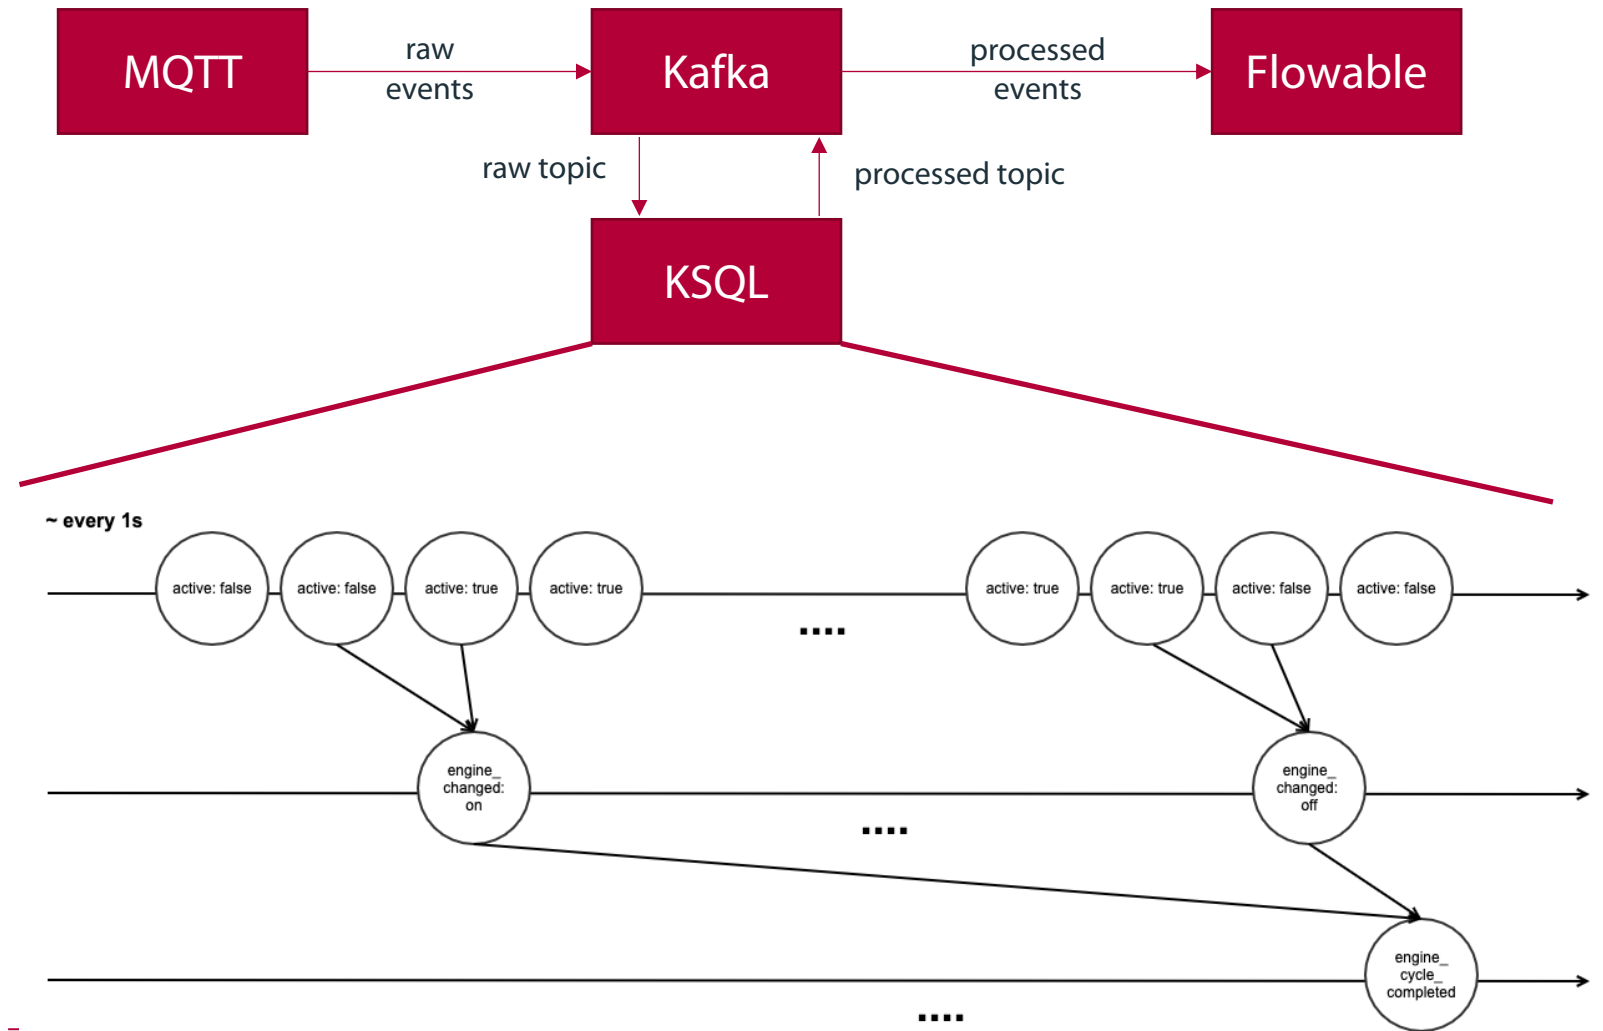 MQTT
raw
events
Kafka
processed
events
Flowable
raw topic
processed topic
KSQL
~ every 1s
active: false
active: false
active: true
active: true
....
active: true
active: true
active: false
active: false
engine_
changed:
on
....
engine_
changed:
off
engine_
cycle_
completed
....